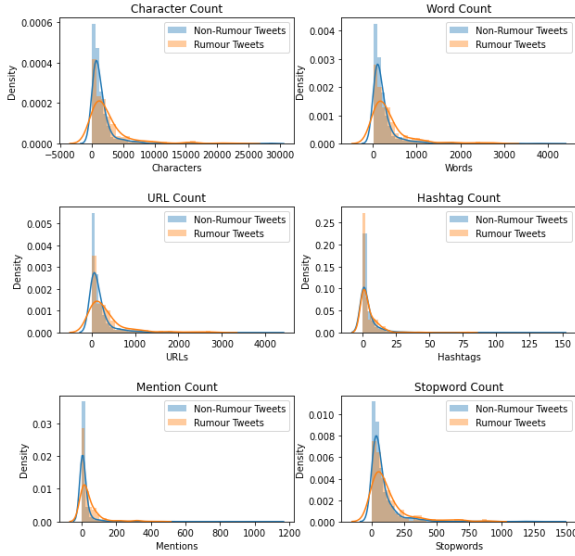 Character Count
Non-Rumour Tweets
Rumour Tweets
Density
0.0006
0.0004
0.0002
0.0000
−5000 0 5000 10000 15000 20000 25000 30000
Characters
Word Count
Non-Rumour Tweets
Rumour Tweets
Density
0.004
0.003
0.002
0.001
0.000
0 1000 2000 3000 4000
Words
URL Count
Non-Rumour Tweets
Rumour Tweets
Density
0.005
0.004
0.003
0.002
0.001
0.000
0 1000 2000 3000 4000
URLs
Hashtag Count
Non-Rumour Tweets
Rumour Tweets
Density
0.25
0.20
0.15
0.10
0.05
0.00
0 25 50 75 100 125 150
Hashtags
Mention Count
Non-Rumour Tweets
Rumour Tweets
Density
0.03
0.02
0.01
0.00
0 200 400 600 800 1000 1200
Mentions
Stopword Count
Non-Rumour Tweets
Rumour Tweets
Density
0.010
0.008
0.006
0.004
0.002
0.000
0 250 500 750 1000 1250 1500
Stopwords